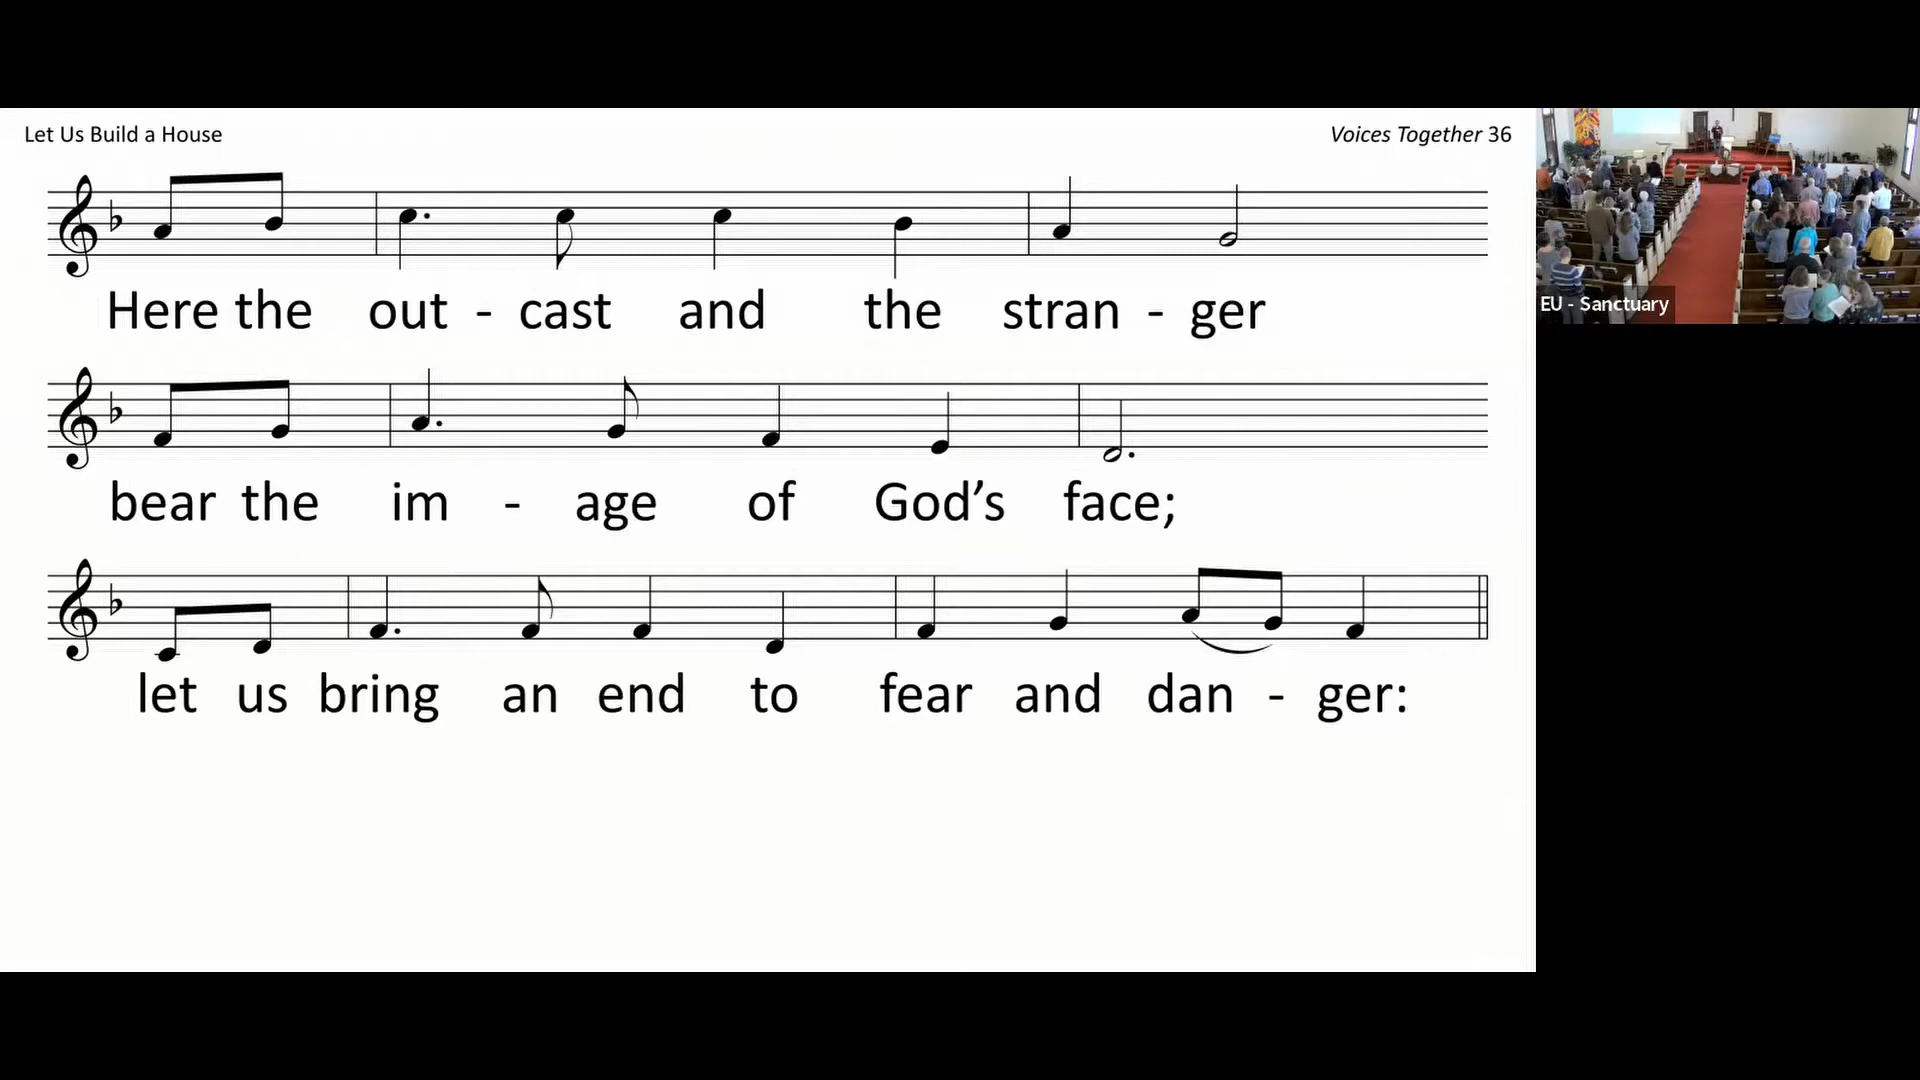 Let Us Build a House
Voices Together 36
Here the out - cast and the stran - ger
bear the im - age of God’s face;
let us bring an end to fear and dan - ger:
EU - Sanctuary